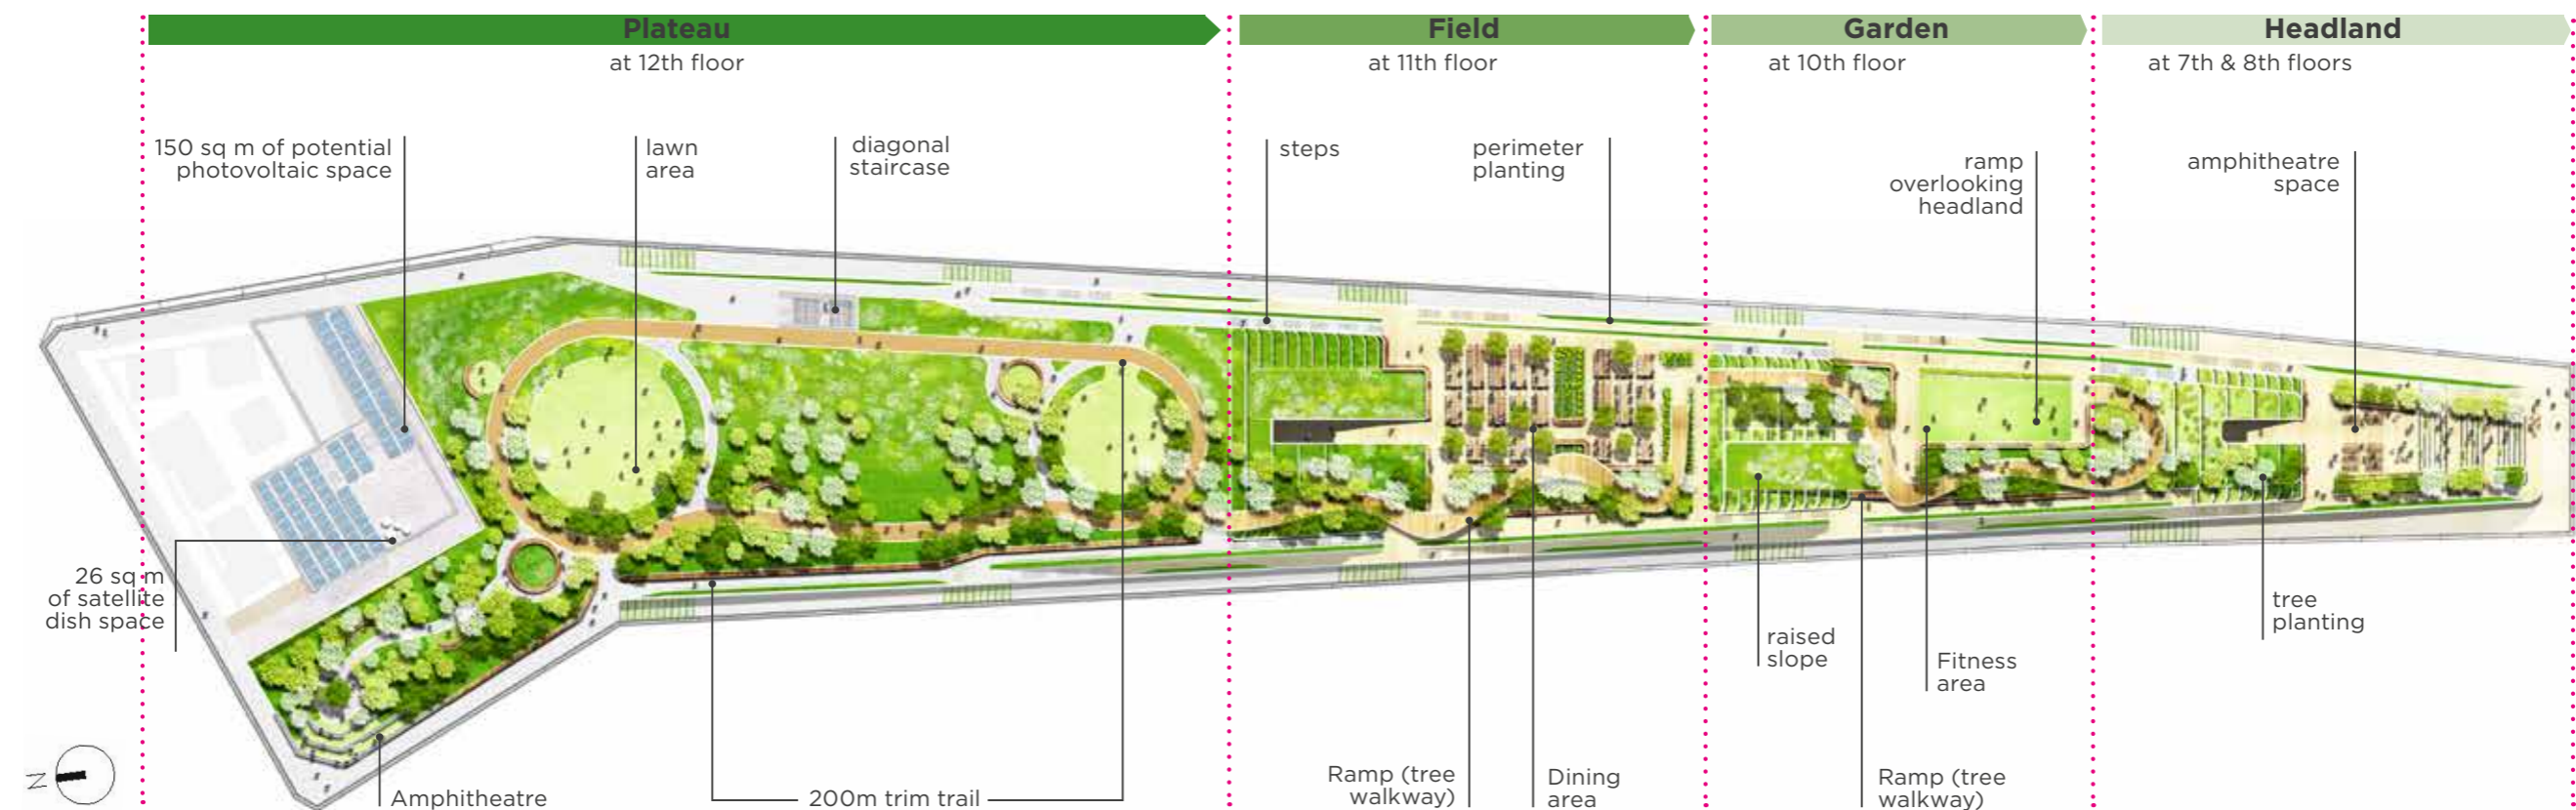 Plateau
at 12th floor
Field
at 11th floor
Garden
at 10th floor
Headland
at 7th & 8th floors
150 sq m of potential
photovoltaic space
lawn
area
diagonal
staircase
steps
perimeter
planting
ramp
overlooking
headland
amphitheatre
space
26 sq m
of satellite
dish space
raised
slope
Fitness
area
tree
planting
N
Amphitheatre
200m trim trail
Ramp (tree
walkway)
Dining
area
Ramp (tree
walkway)